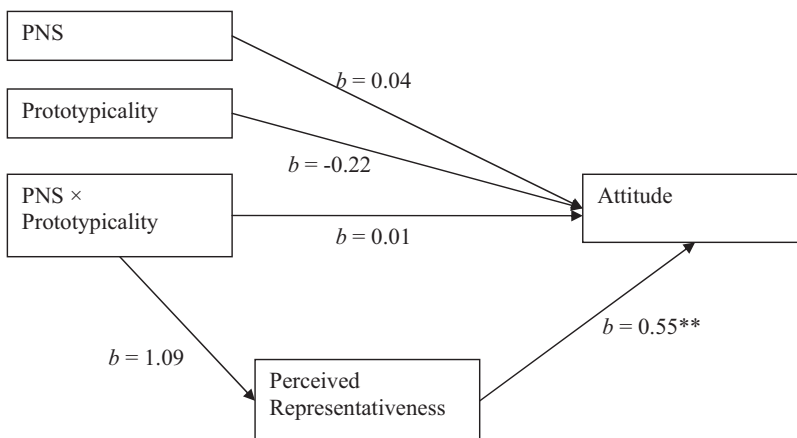 PNS
b = 0.04
Prototypicality
b = -0.22
PNS ×
Prototypicality
Attitude
b = 0.01
b = 0.55**
b = 1.09
Perceived
Representativeness